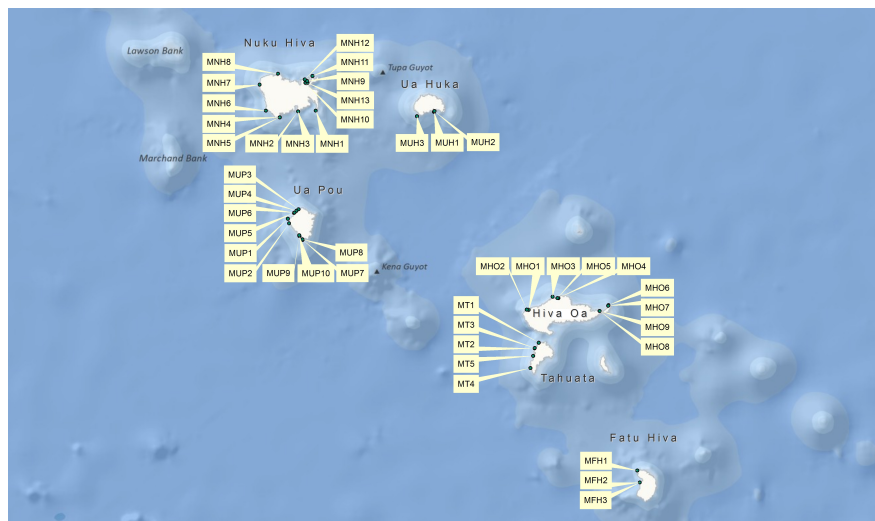 Lawson Bank
Nuku Hiva
MNH12
MNH8
MNH11
Tupa Guyot
MNH7
MNH9
Ua Huka
MNH6
MNH13
MNH4
MNH10
MNH5
MNH2
MNH3
MNH1
MUH3
MUH1
MUH2
Marchand Bank
MUP3
Ua Pou
MUP4
MUP6
MUP5
MUP1
MUP8
MUP2
MUP9
MUP10
MUP7
Kena Guyot
MHO2
MHO1
MHO3
MHO5
MHO4
MHO6
MT1
MHO7
Hiva Oa
MT3
MHO9
MT2
MHO8
MT5
Tahuata
MT4
Fatu Hiva
MFH1
MFH2
MFH3